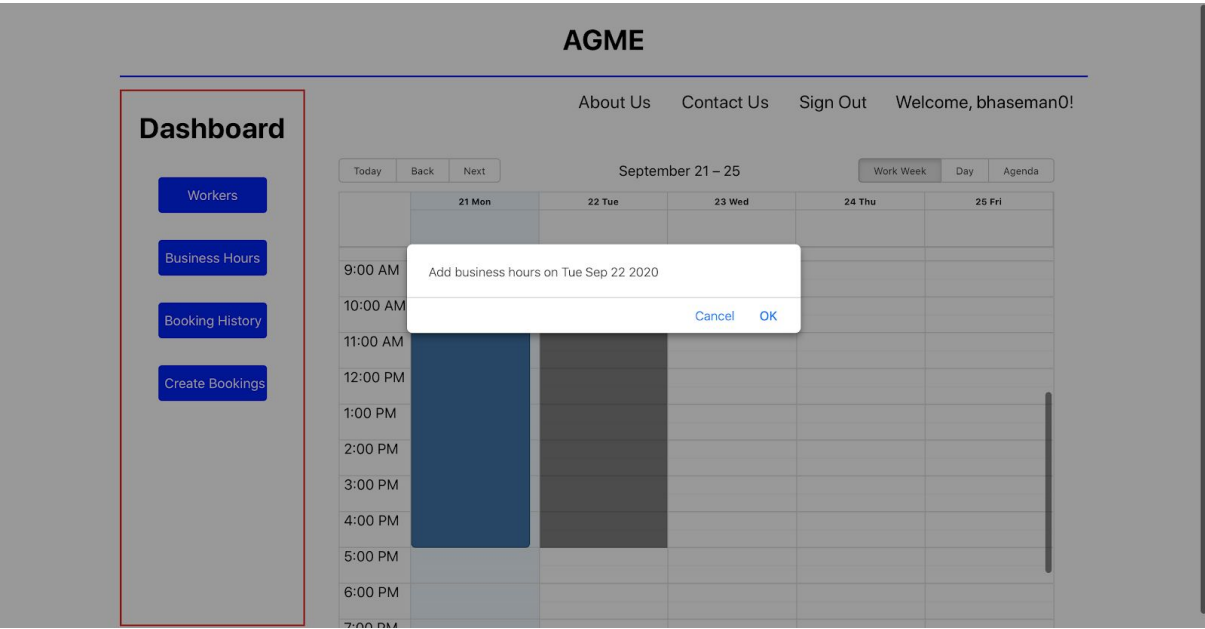 AGME
About Us Contact Us Sign Out Welcome, bhaseman0!
Dashboard
Workers
Business Hours
Booking History
Create Bookings
Today Back Next September 21 – 25 Work Week Day Agenda
21 Mon 22 Tue 23 Wed 24 Thu 25 Fri
Add business hours on Tue Sep 22 2020
Cancel OK
9:00 AM
10:00 AM
11:00 AM
12:00 PM
1:00 PM
2:00 PM
3:00 PM
4:00 PM
5:00 PM
6:00 PM
7:00 PM